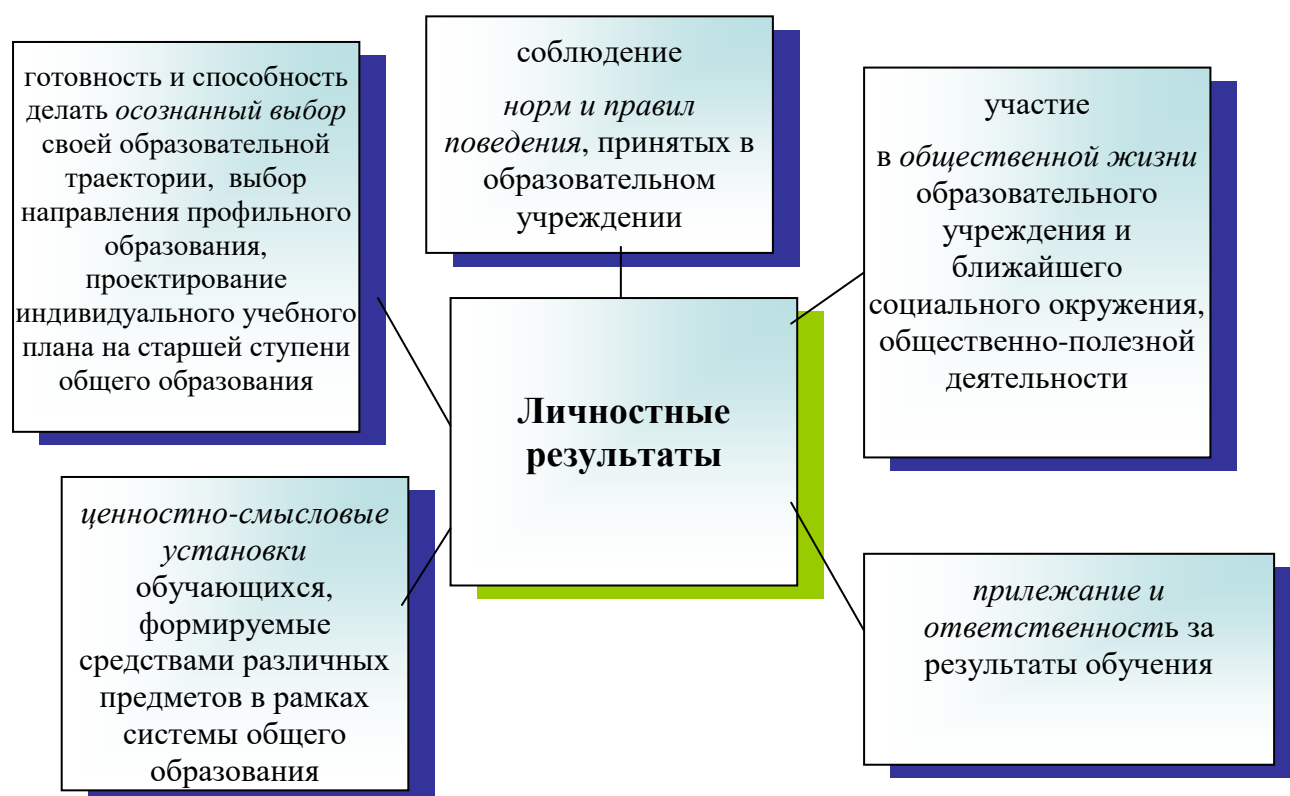 готовность и способность
делать осознанный выбор
своей образовательной
траектории, выбор
направления профильного
образования,
проектирование
индивидуального учебного
плана на старшей ступени
общего образования
соблюдение
норм и правил
поведения, принятых в
образовательном
учреждении
участие
в общественной жизни
образовательного
учреждения и
ближайшего
социального окружения,
общественно-полезной
деятельности
Личностные
результаты
ценностно-смысловые
установки
обучающихся,
формируемые
средствами различных
предметов в рамках
системы общего
образования
прилежание и
ответственность за
результаты обучения